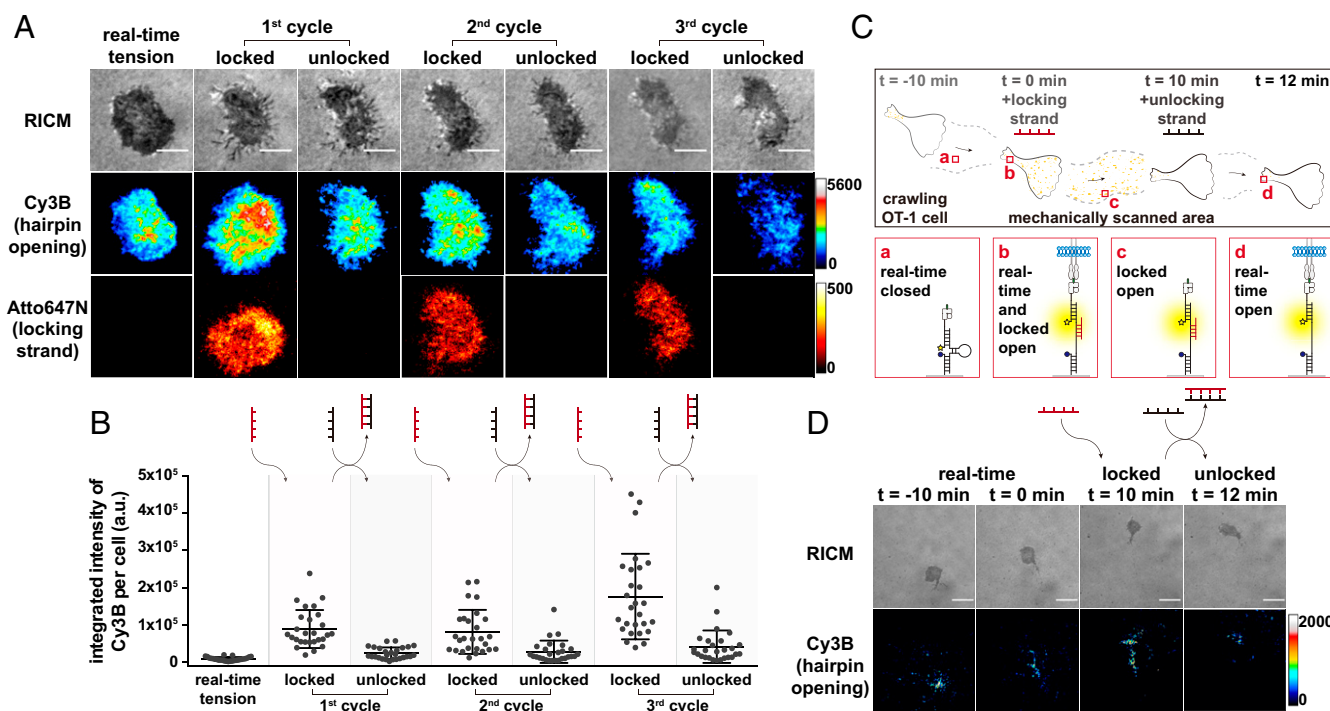 A
real-time
tension
1st cycle
2nd cycle
3rd cycle
locked
unlocked
locked
unlocked
locked
unlocked
RICM
Cy3B
(hairpin
opening)
5600
0
Atto647N
(locking
strand)
500
0
B
integrated intensity of
Cy3B per cell (a.u.)
5x10⁵
4x10⁵
3x10⁵
2x10⁵
1x10⁵
0
real-time
tension
locked
unlocked
locked
unlocked
locked
unlocked
1st cycle
2nd cycle
3rd cycle
C
t = -10 min
t = 0 min
+locking
strand
t = 10 min
+unlocking
strand
t = 12 min
a
b
c
d
crawling
OT-1 cell
mechanically scanned area
a
real-time
closed
b
real-
time
and
locked
open
c
locked
open
d
real-
time
open
D
real-time
locked
unlocked
t = -10 min
t = 0 min
t = 10 min
t = 12 min
RICM
Cy3B
(hairpin
opening)
2000
0